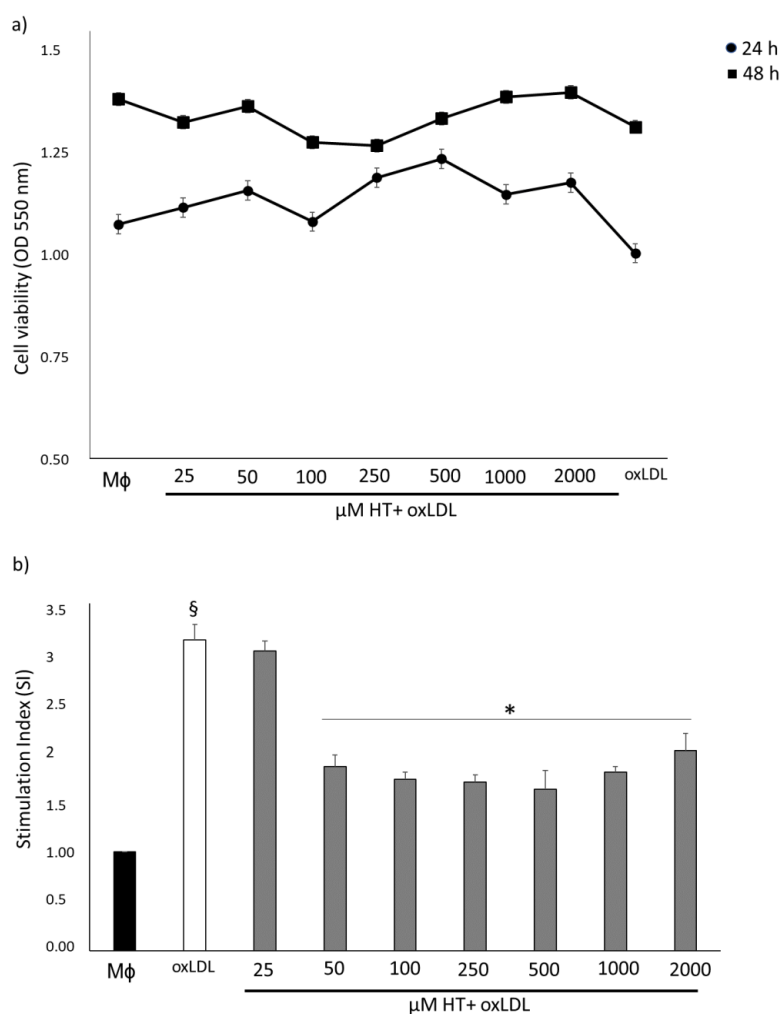 a)
24 h
48 h
Cell viability (OD 550 nm)
1.5
1.25
1.00
0.75
0.50
Mϕ 25 50 100 250 500 1000 2000 oxLDL
µM HT+ oxLDL
b)
Stimulation Index (SI)
3.5
3
2.5
2
1.5
1.00
0.5
0.00
§
*
Mϕ oxLDL 25 50 100 250 500 1000 2000
µM HT+ oxLDL